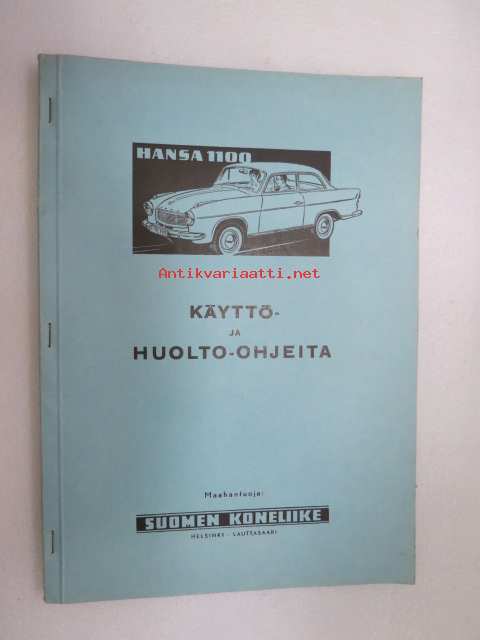 HANSA 1100
Antikvariaatti.net
KÄYTTÖ-
JA
HUOLTO-OHJEITA
Maahantuoja:
SUOMEN KONELIIKE
HELSINKI - LAUTTASAARI